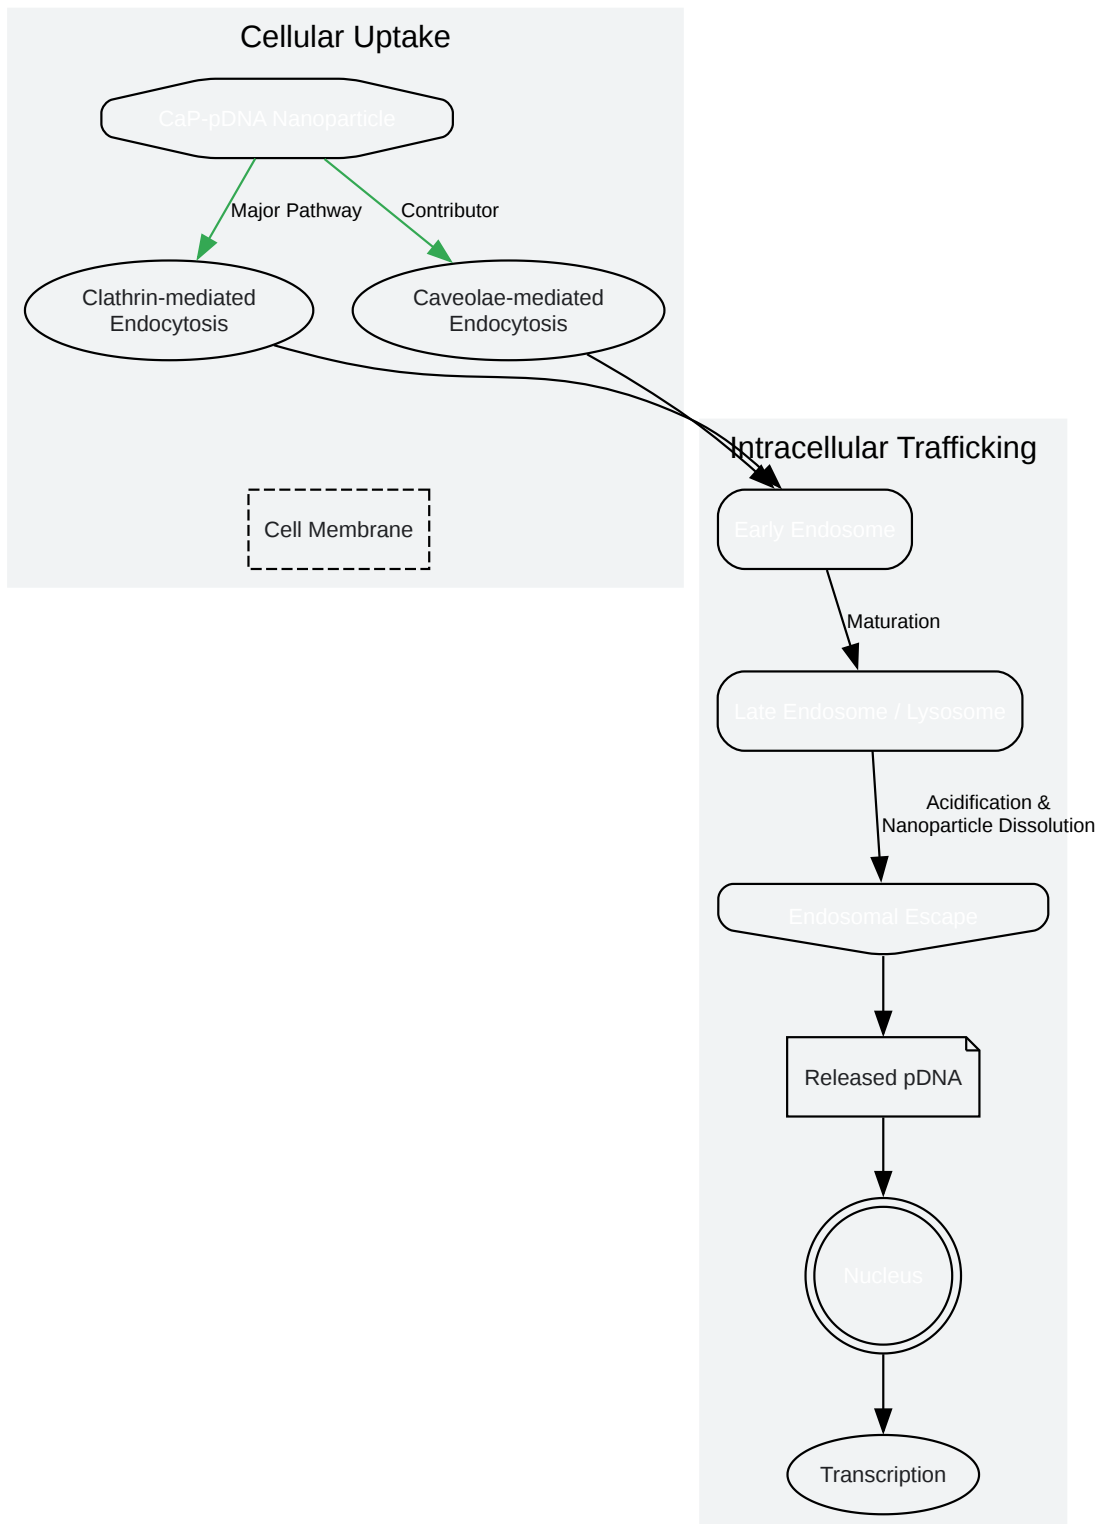 Cellular Uptake
CaP-pDNA Nanoparticle
Major Pathway
Contributor
Clathrin-mediated
Endocytosis
Caveolae-mediated
Endocytosis
Cell Membrane
Intracellular Trafficking
Early Endosome
Maturation
Late Endosome / Lysosome
Acidification &
Nanoparticle Dissolution
Endosomal Escape
Released pDNA
Nucleus
Transcription